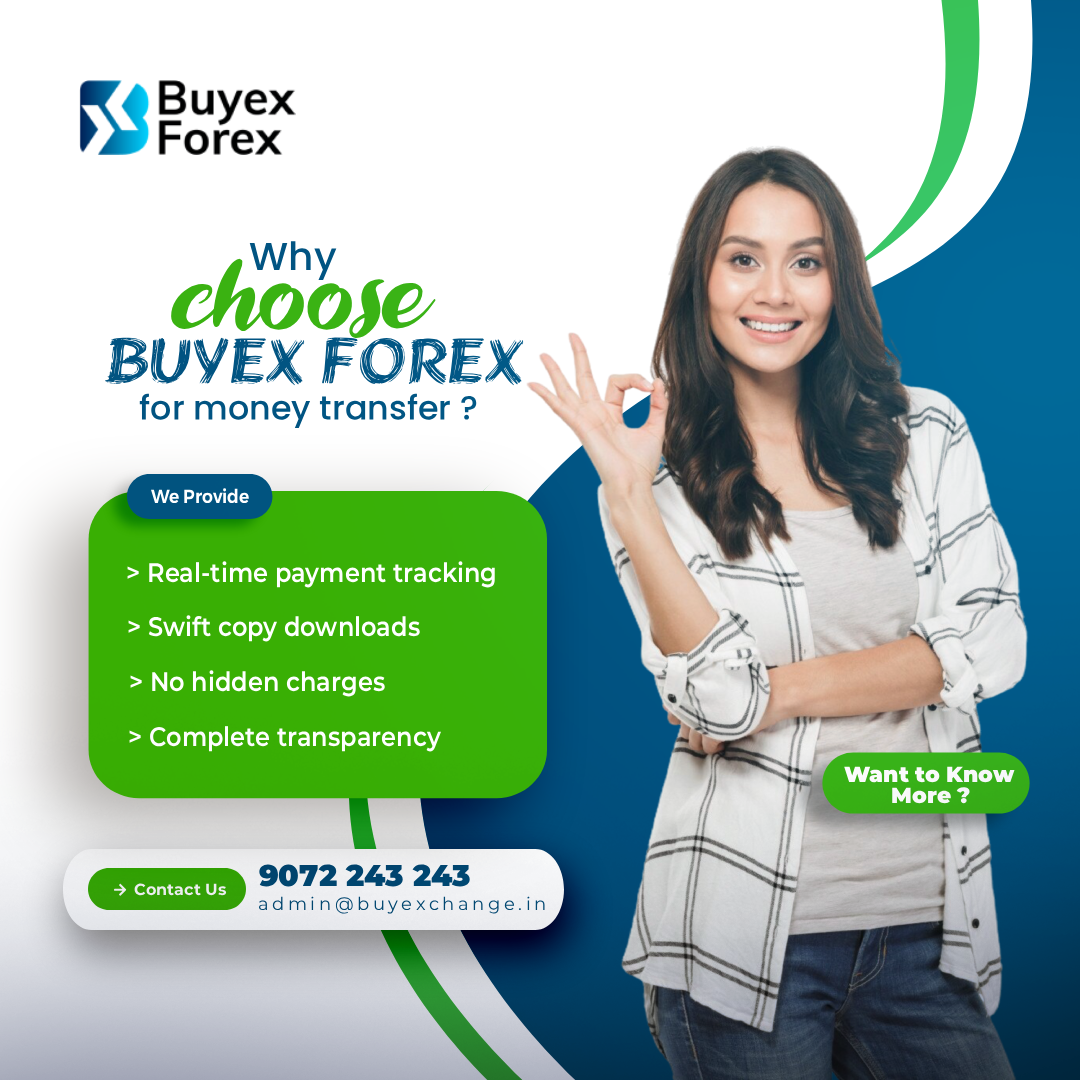 Buyex
Forex
Why
choose
BUYEX FOREX
for money transfer ?
We Provide
> Real-time payment tracking
> Swift copy downloads
> No hidden charges
> Complete transparency
Want to Know
More ?
→ Contact Us
9072 243 243
admin@buyexchange.in